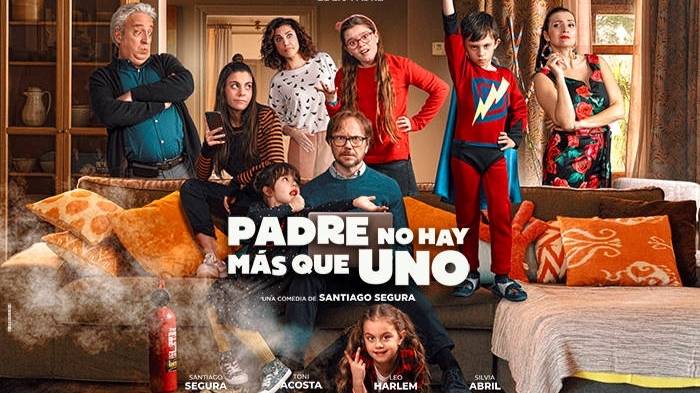 PADRE NO HAY
MÁS QUE UNO
UNA COMEDIA DE SANTIAGO SEGURA
SANTIAGO
SEGURA
TONI
ACOSTA
LEO
HARLEM
SILVIA
ABRIL